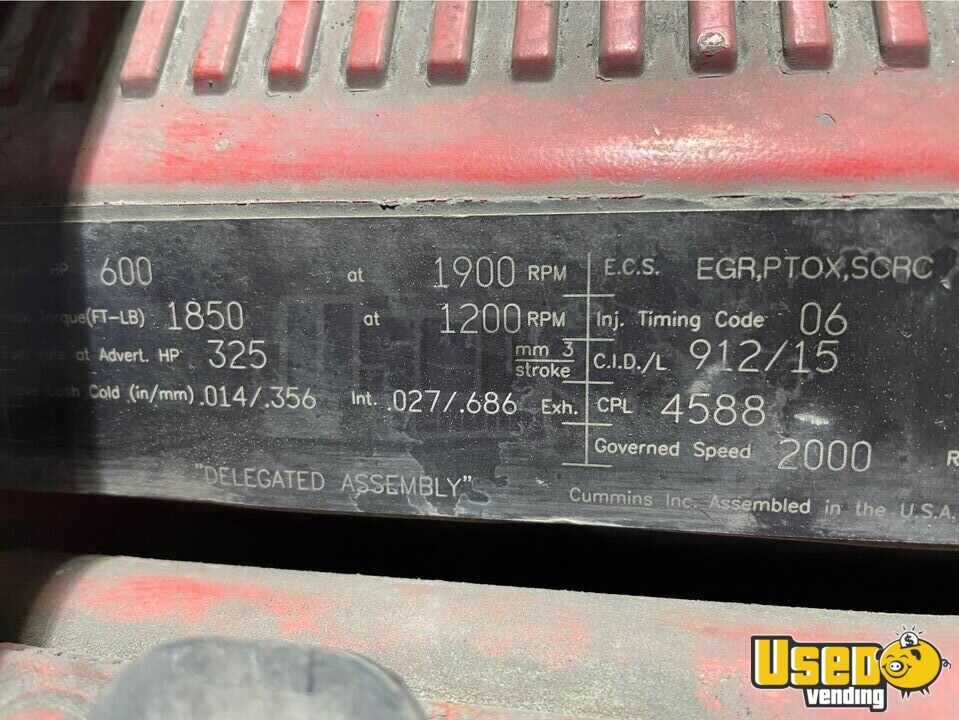 HP 600 at 1900 RPM
Torque(FT-LB) 1850 at 1200 RPM
at Advert. HP 325 mm 3 / stroke
Lash Cold (in/mm) .014/.356 Int. .027/.686 Exh.
"DELEGATED ASSEMBLY"
E.C.S. EGR,PTOX,SCRC
Inj. Timing Code 06
C.I.D./L 912/15
CPL 4588
Governed Speed 2000 R
Cummins Inc. Assembled in the U.S.A.
USED
vending